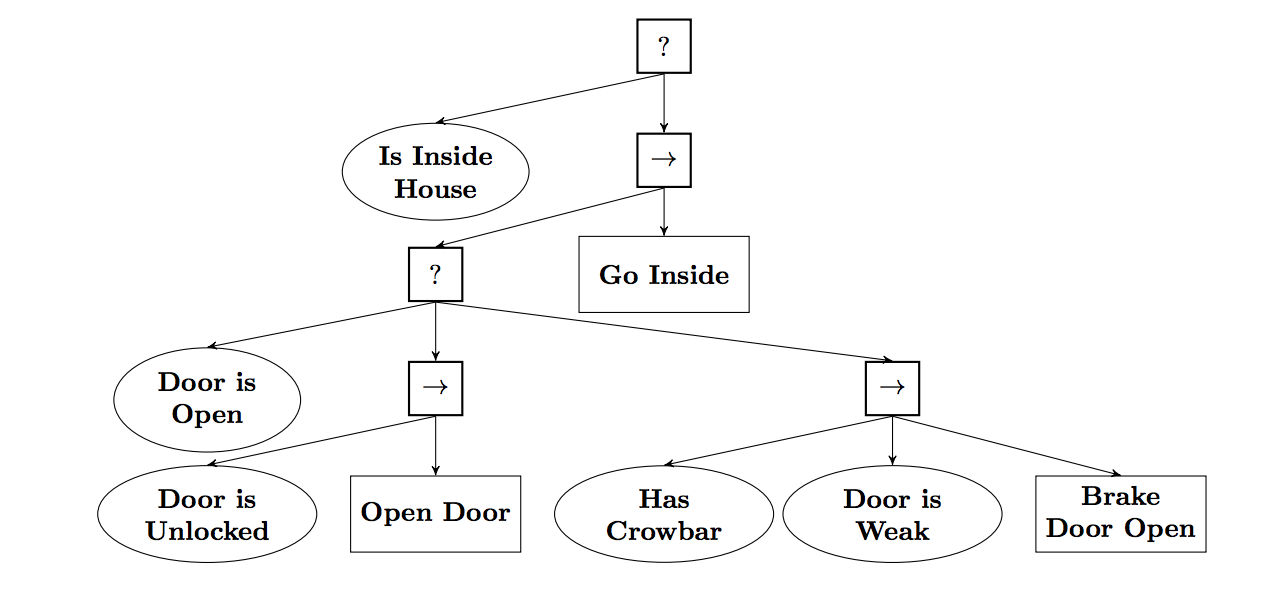 ?
Is Inside
House
→
?
Go Inside
Door is
Open
→
→
Door is
Unlocked
Open Door
Has
Crowbar
Door is
Weak
Brake
Door Open